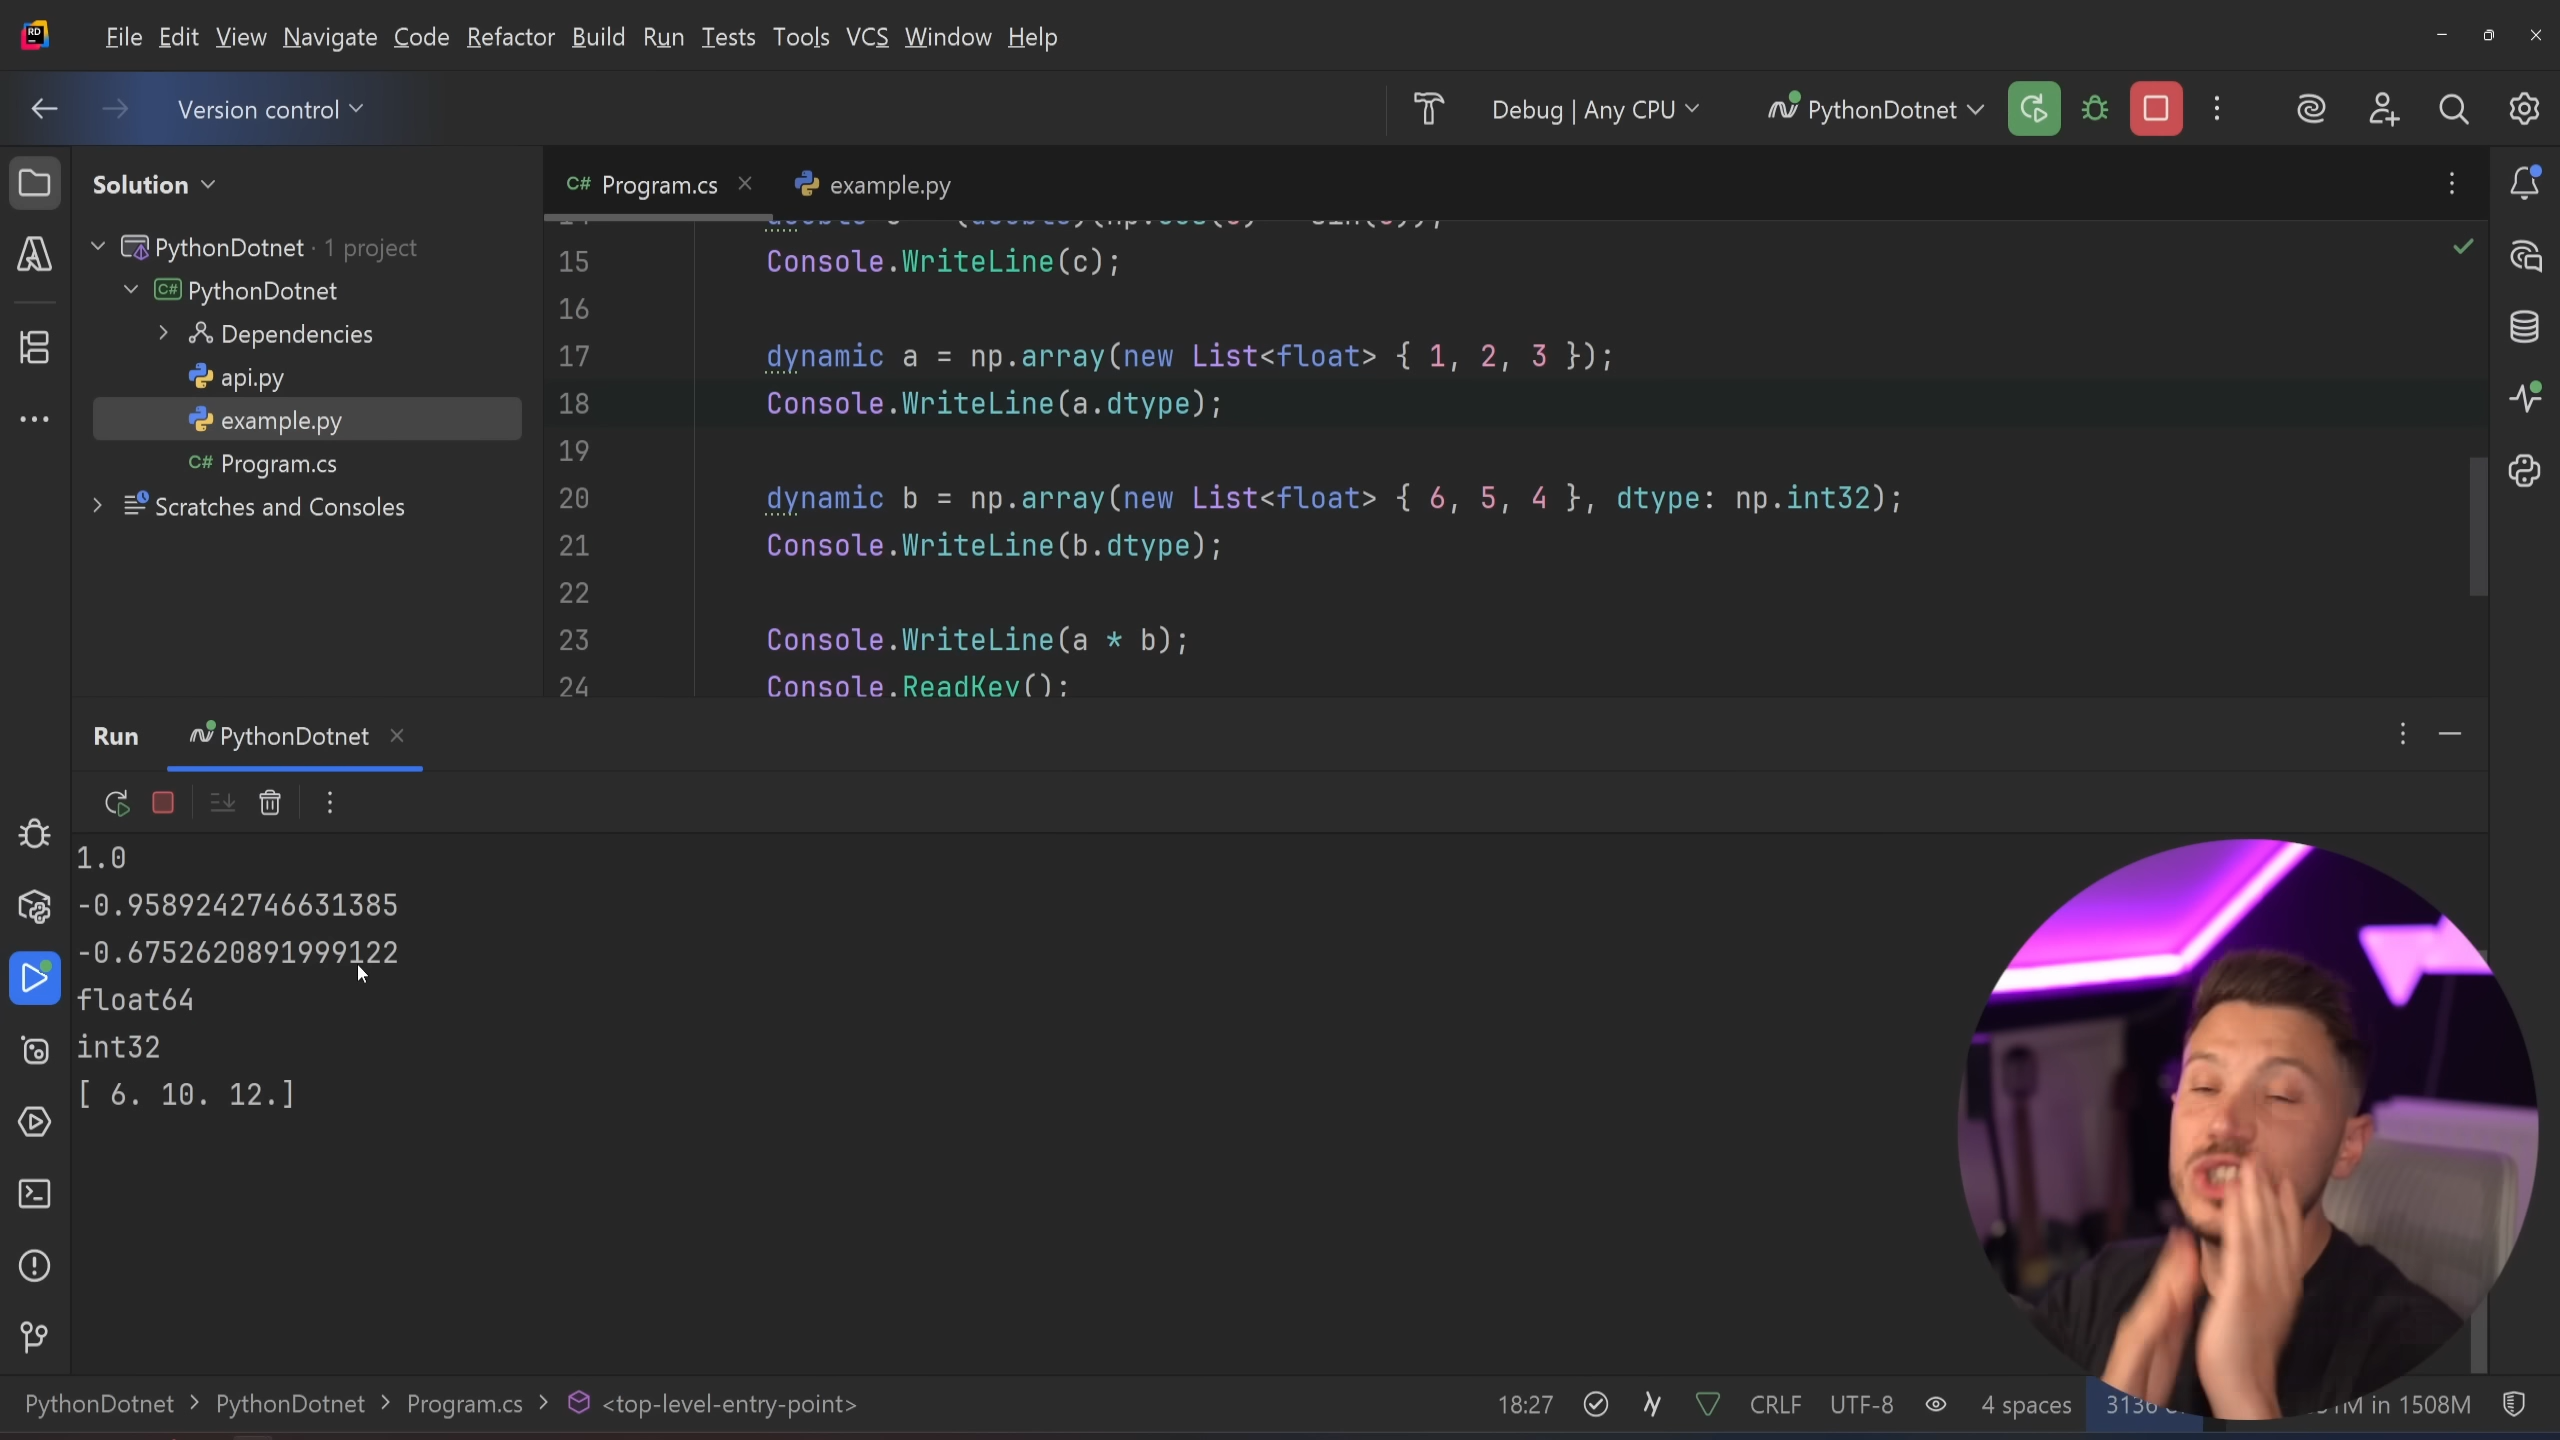 File Edit View Navigate Code Refactor Build Run Tests Tools VCS Window Help
Version control
Debug | Any CPU
PythonDotnet
Solution
PythonDotnet · 1 project
PythonDotnet
Dependencies
api.py
example.py
C# Program.cs
Scratches and Consoles
C# Program.cs
example.py
15 Console.WriteLine(c);
16
17 dynamic a = np.array(new List<float> { 1, 2, 3 });
18 Console.WriteLine(a.dtype);
19
20 dynamic b = np.array(new List<float> { 6, 5, 4 }, dtype: np.int32);
21 Console.WriteLine(b.dtype);
22
23 Console.WriteLine(a * b);
24 Console.ReadKey();
Run
PythonDotnet
1.0
-0.9589242746631385
-0.6752620891999122
float64
int32
[ 6. 10. 12.]
PythonDotnet > PythonDotnet > Program.cs > <top-level-entry-point>
18:27
CRLF
UTF-8
4 spaces
in 1508M